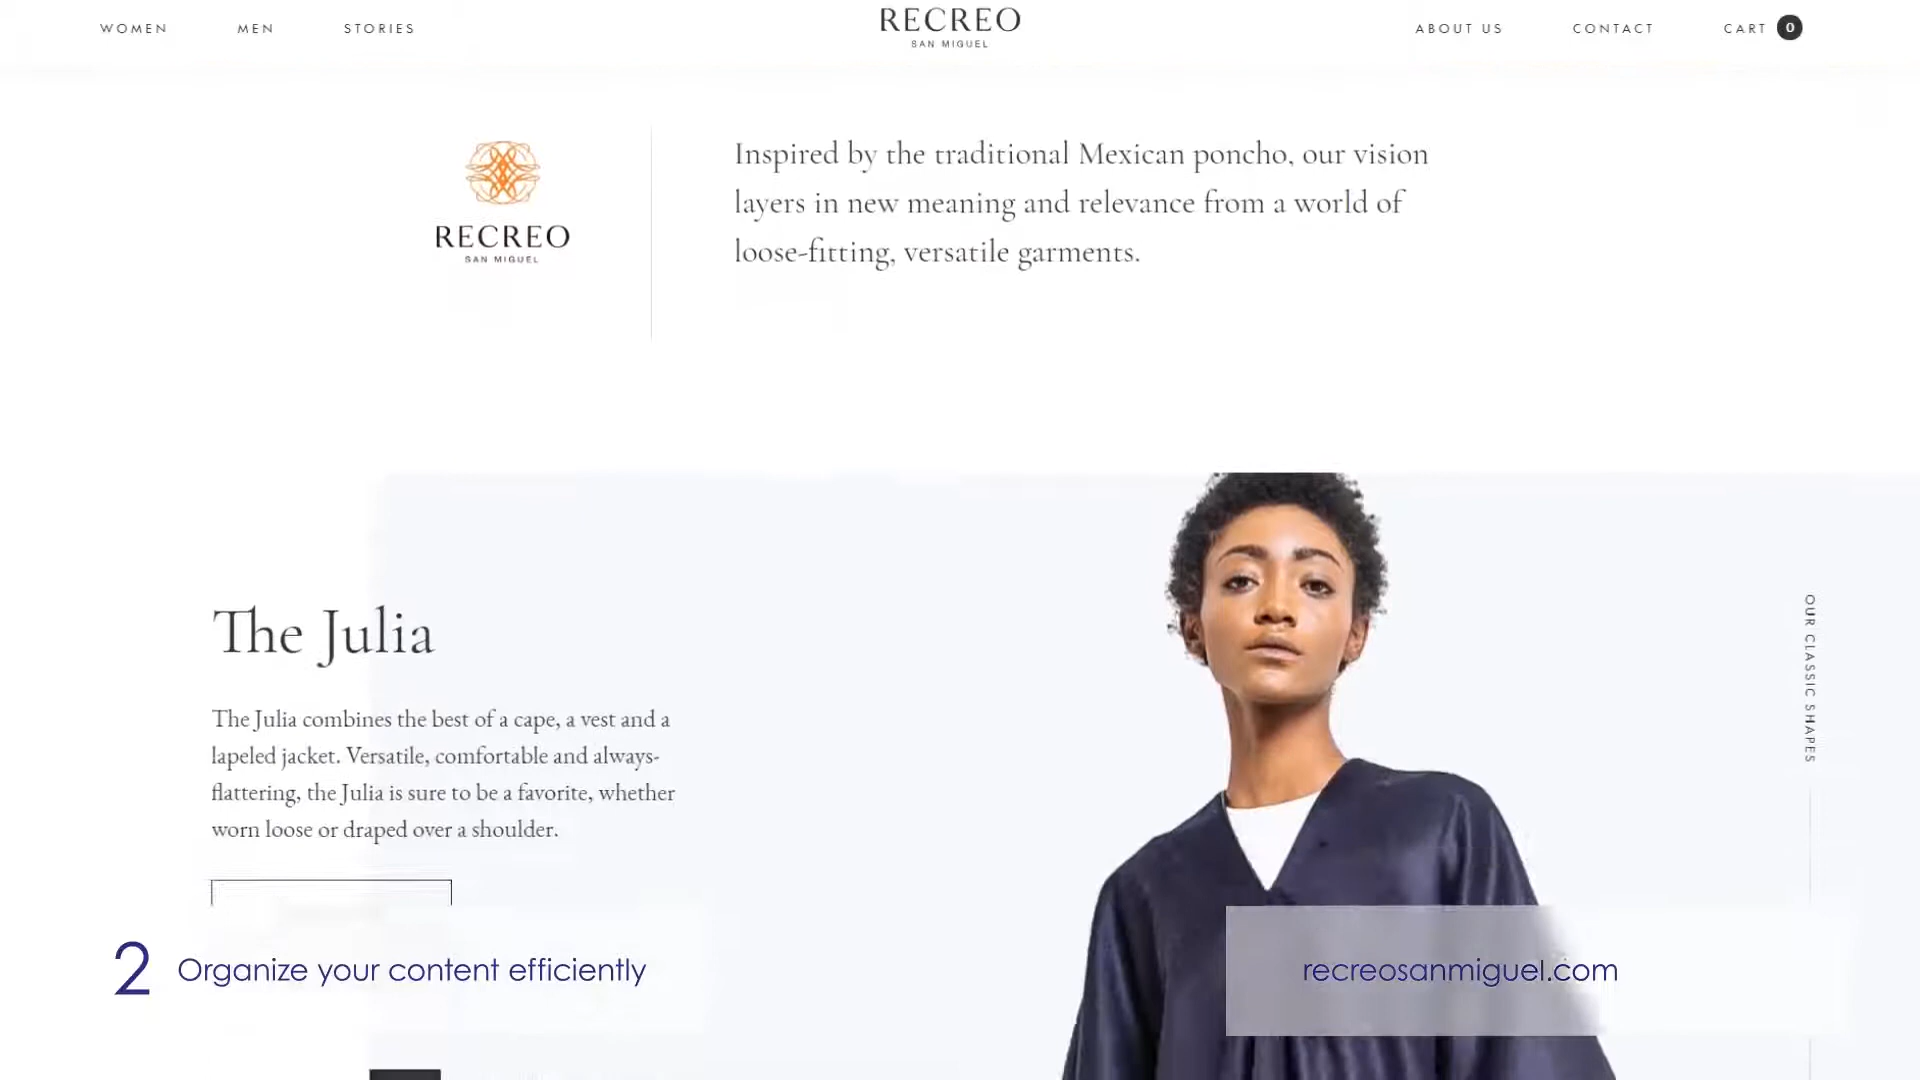 WOMEN MEN STORIES
RECREO
SAN MIGUEL
ABOUT US CONTACT CART 0
RECREO
SAN MIGUEL
Inspired by the traditional Mexican poncho, our vision
layers in new meaning and relevance from a world of
loose-fitting, versatile garments.
The Julia
The Julia combines the best of a cape, a vest and a
lapeled jacket. Versatile, comfortable and always-
flattering, the Julia is sure to be a favorite, whether
worn loose or draped over a shoulder.
OUR CLASSIC SHAPES
2 Organize your content efficiently
recreosanmiguel.com